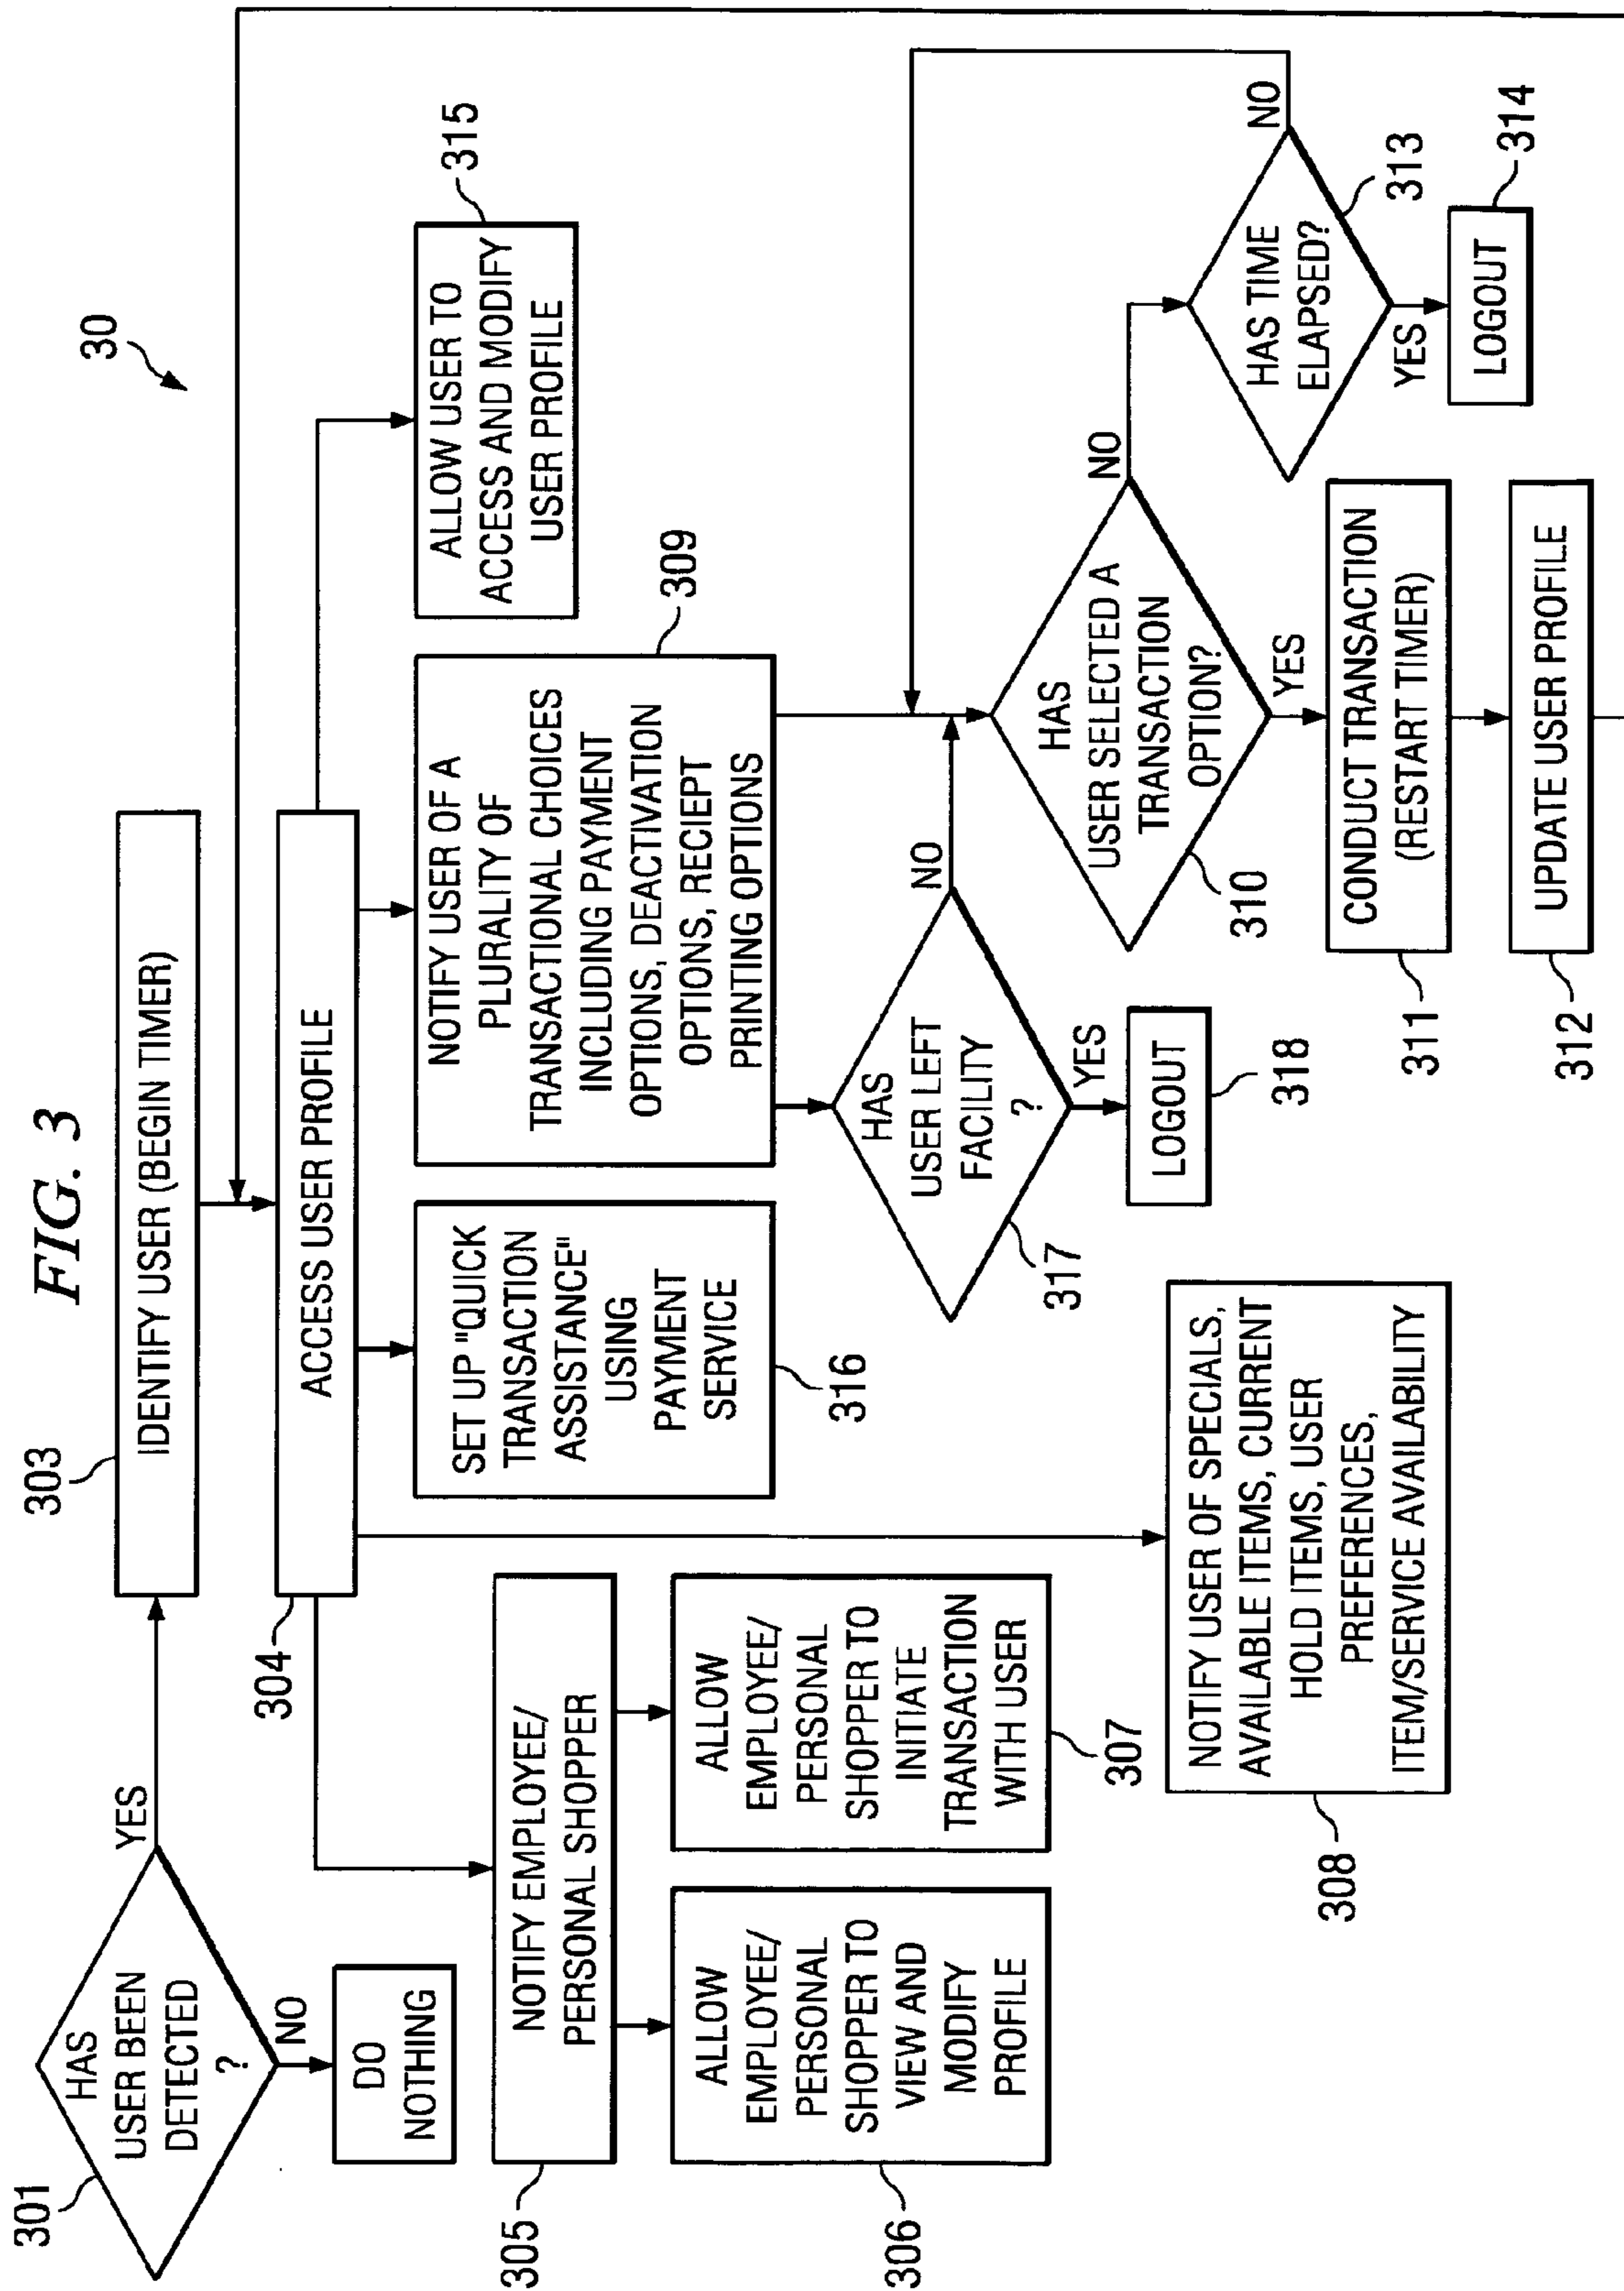 FIG. 3
30
301
HAS
USER BEEN
DETECTED
?
YES
NO
DO
NOTHING
303
IDENTIFY USER (BEGIN TIMER)
304
ACCESS USER PROFILE
305
NOTIFY EMPLOYEE/
PERSONAL SHOPPER
306
ALLOW
EMPLOYEE/
PERSONAL
SHOPPER TO
VIEW AND
MODIFY
PROFILE
ALLOW
EMPLOYEE/
PERSONAL
SHOPPER TO
INITIATE
TRANSACTION
WITH USER
307
308
NOTIFY USER OF SPECIALS,
AVAILABLE ITEMS, CURRENT
HOLD ITEMS, USER
PREFERENCES,
ITEM/SERVICE AVAILABILITY
SET UP "QUICK
TRANSACTION
ASSISTANCE"
USING
PAYMENT
SERVICE
316
NOTIFY USER OF A
PLURALITY OF
TRANSACTIONAL CHOICES
INCLUDING PAYMENT
OPTIONS, DEACTIVATION
OPTIONS, RECIEPT
PRINTING OPTIONS
309
ALLOW USER TO
ACCESS AND MODIFY
USER PROFILE
315
HAS
USER LEFT
FACILITY
?
317
NO
YES
LOGOUT
318
HAS
USER SELECTED A
TRANSACTION
OPTION?
310
NO
YES
HAS TIME
ELAPSED?
313
NO
YES
LOGOUT
314
CONDUCT TRANSACTION
(RESTART TIMER)
311
UPDATE USER PROFILE
312